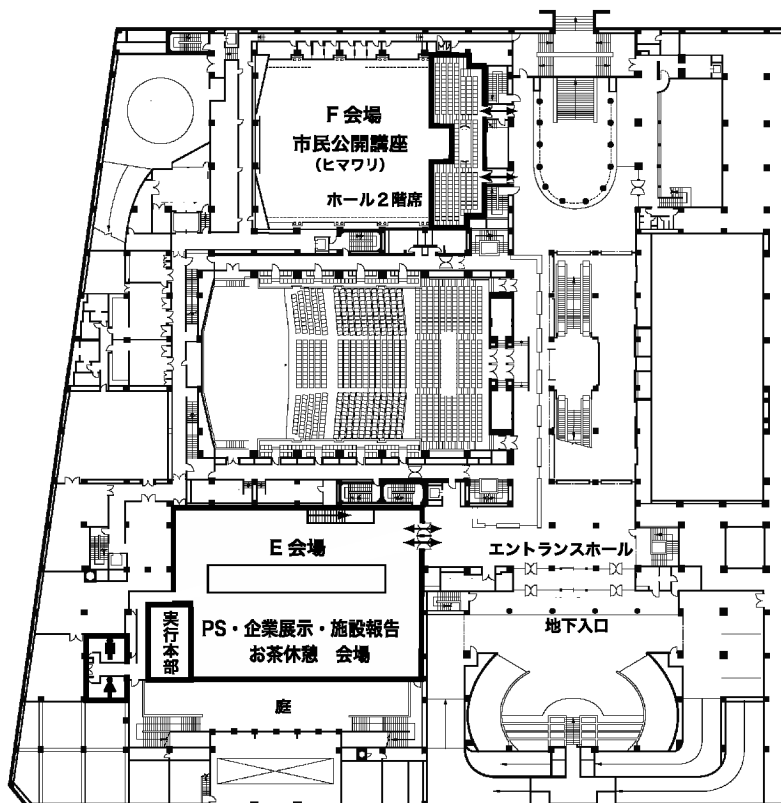 F 会場
市民公開講座
（ヒマワリ）
ホール２階席
E 会場
エントランスホール
実行本部
PS・企業展示・施設報告
お茶休憩　会場
地下入口
庭